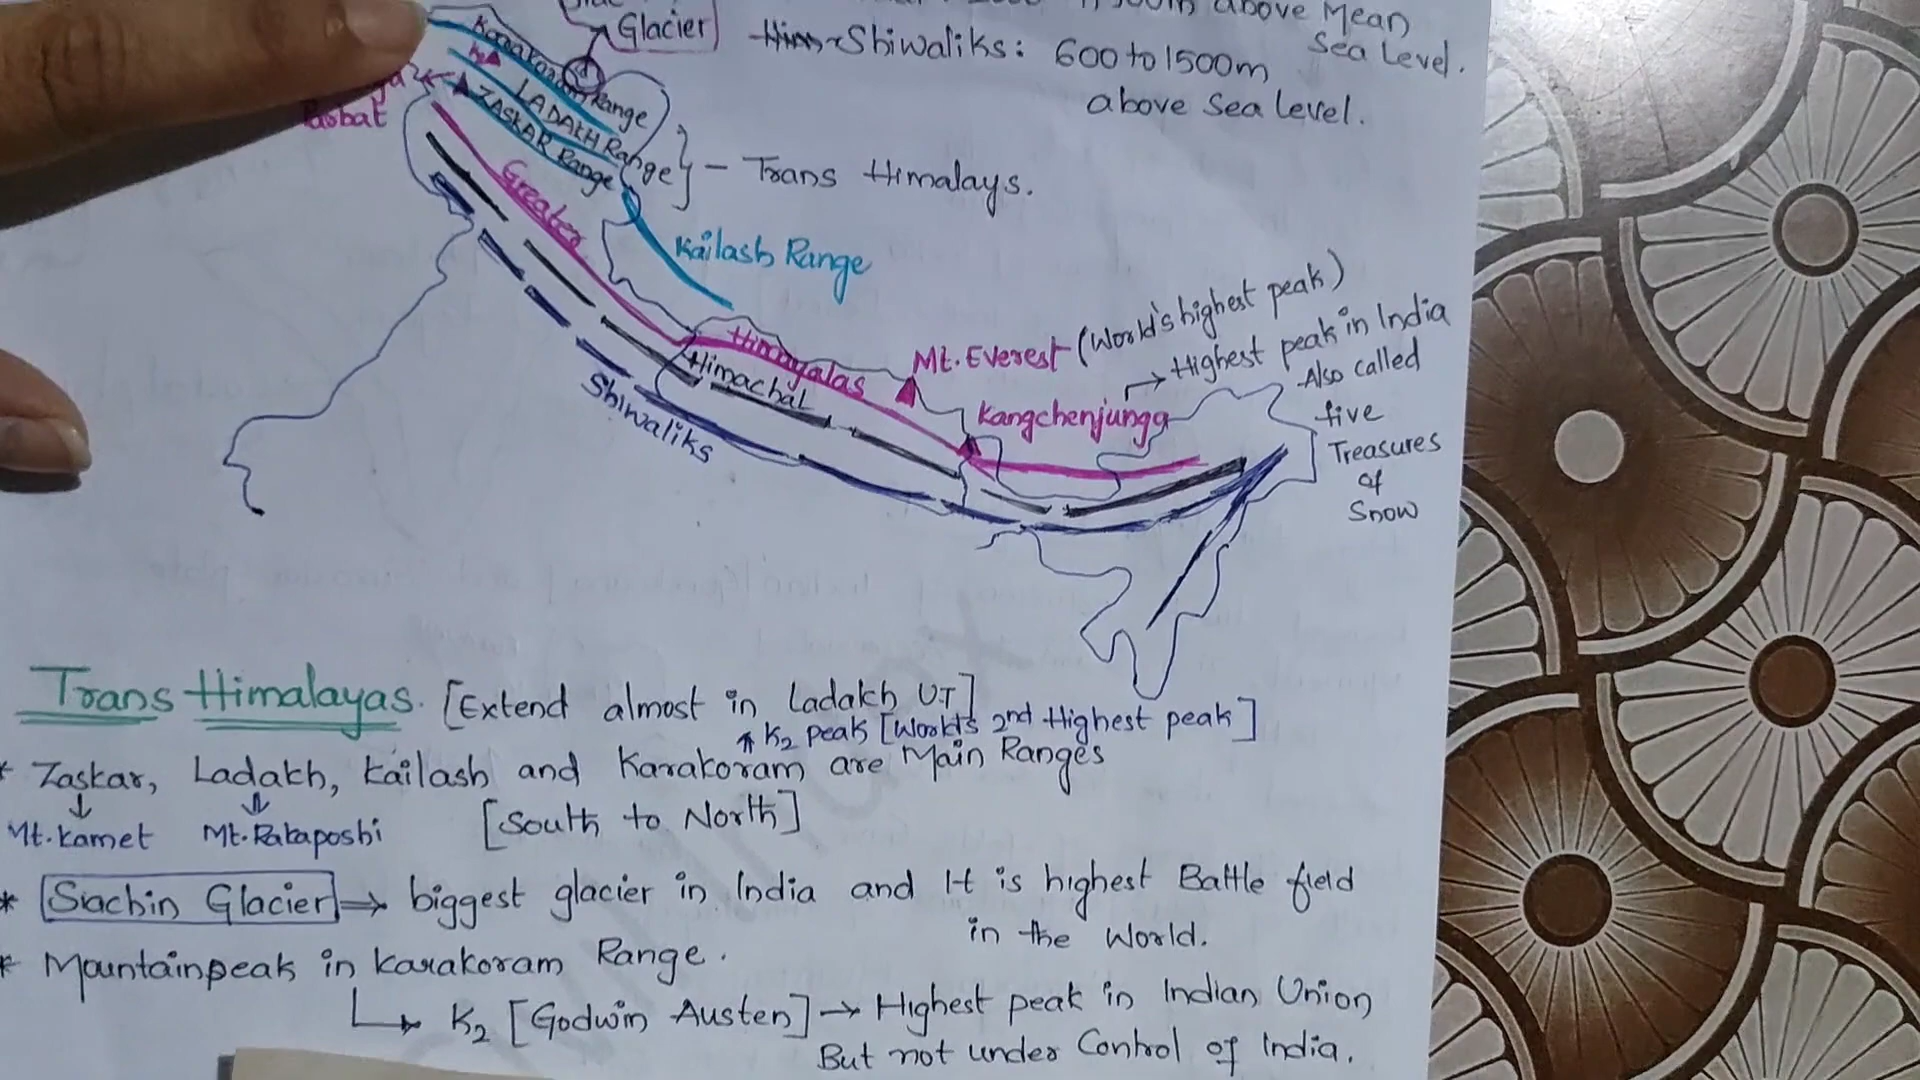 above Mean
Sea Level.
Glacier
Shiwaliks: 600 to 1500m
above Sea level.
Karakoram Range
LADAKH Range
ZASKAR Range
Pasbat
} - Trans Himalays.
Greater Himayalas
Kailash Range
Himachal
Shiwaliks
Mt. Everest (World's highest peak)
Kangchenjunga
→ Highest peak in India
Also called
five
Treasures
of
Snow
Trans Himalayas. [Extend almost in Ladakh UT]
K2 peak [World's 2nd Highest peak]
* Zaskar, Ladakh, Kailash and Karakoram are Main Ranges
Mt. Kamet Mt. Rakaposhi [South to North]
* Siachin Glacier → biggest glacier in India and It is highest Battle field
in the World.
* Mountainpeak in Karakoram Range.
K2 [Godwin Austen] → Highest peak in Indian Union
But not under Control of India.